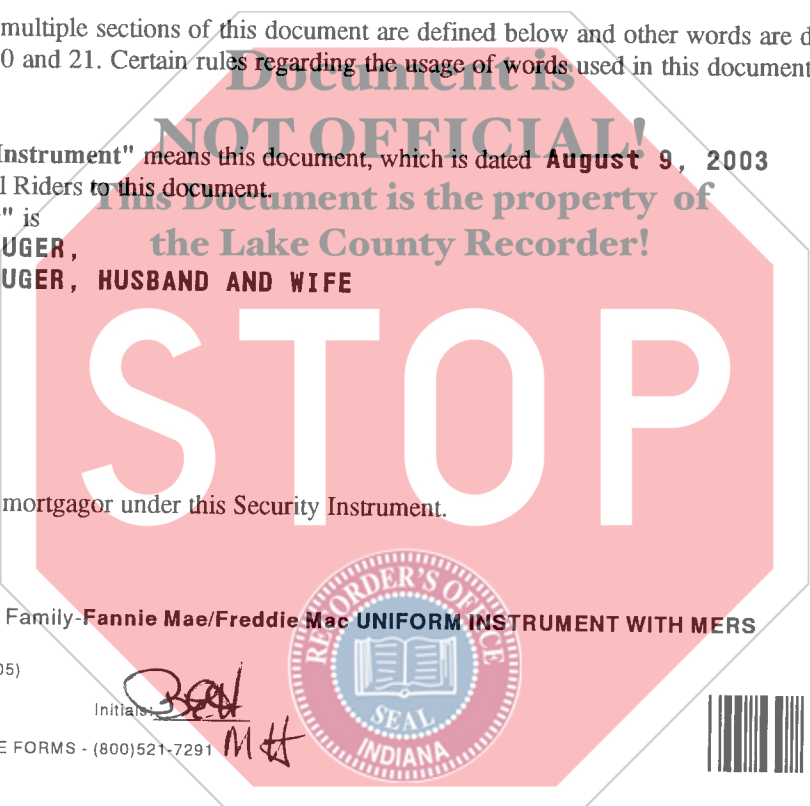 multiple sections of this document are defined below and other words are d
0 and 21. Certain rules regarding the usage of words used in this document
Document is
NOT OFFICIAL!
Instrument" means this document, which is dated August 9, 2003
l Riders to this document.
This Document is the property of
" is
the Lake County Recorder!
UGER,
UGER, HUSBAND AND WIFE
STOP
mortgagor under this Security Instrument.
RECORDER'S OFFICE
Family-Fannie Mae/Freddie Mac UNIFORM INSTRUMENT WITH MERS
05)
Initials:
SEAL
E FORMS - (800)521-7291
INDIANA